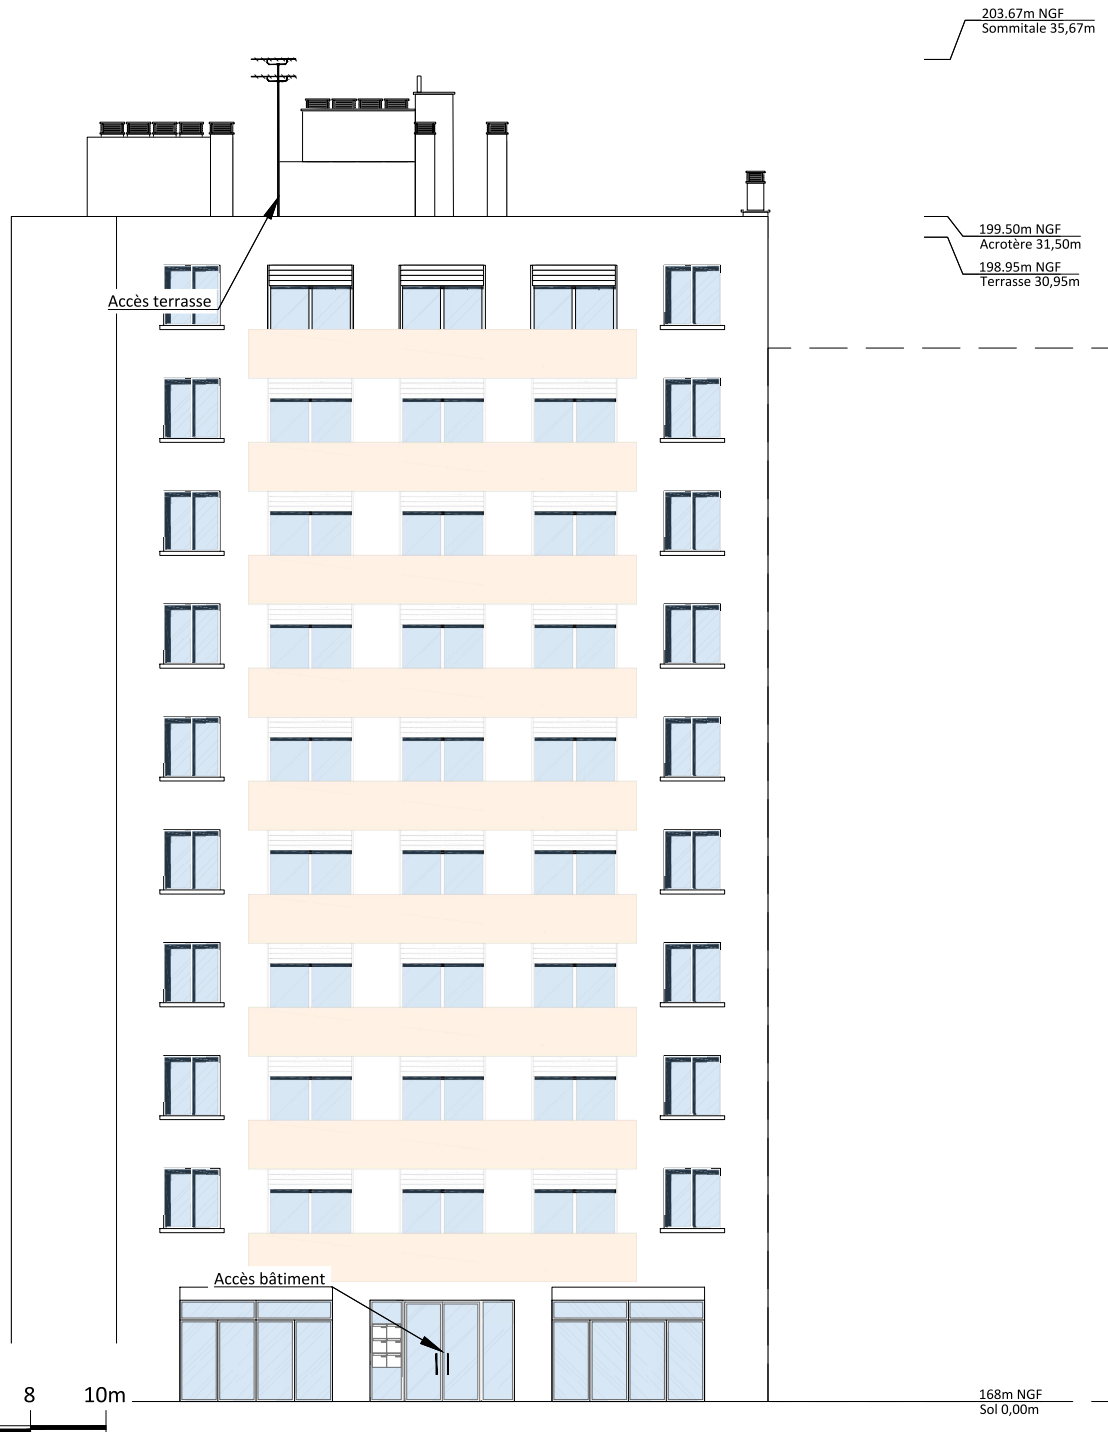 203.67m NGF
Sommitale 35,67m
199.50m NGF
Acrotère 31,50m
198.95m NGF
Terrasse 30,95m
Accès terrasse
Accès bâtiment
8 10m
168m NGF
Sol 0,00m